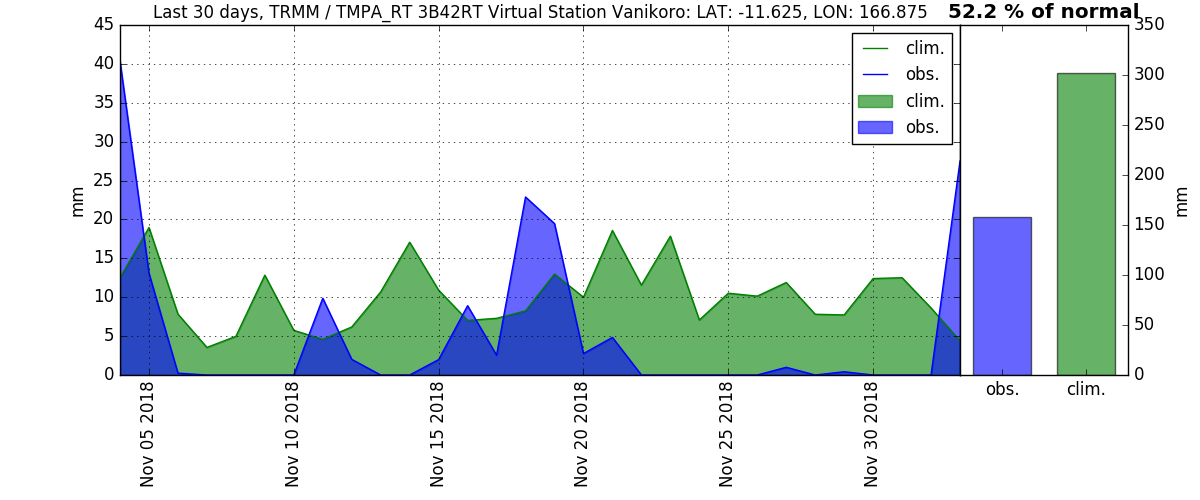 Last 30 days, TRMM / TMPA_RT 3B42RT Virtual Station Vanikoro: LAT: -11.625, LON: 166.875
52.2 % of normal
45
40
35
30
25
20
15
10
5
0
mm
clim.
obs.
clim.
obs.
350
300
250
200
150
100
50
0
mm
obs.
clim.
Nov 05 2018
Nov 10 2018
Nov 15 2018
Nov 20 2018
Nov 25 2018
Nov 30 2018